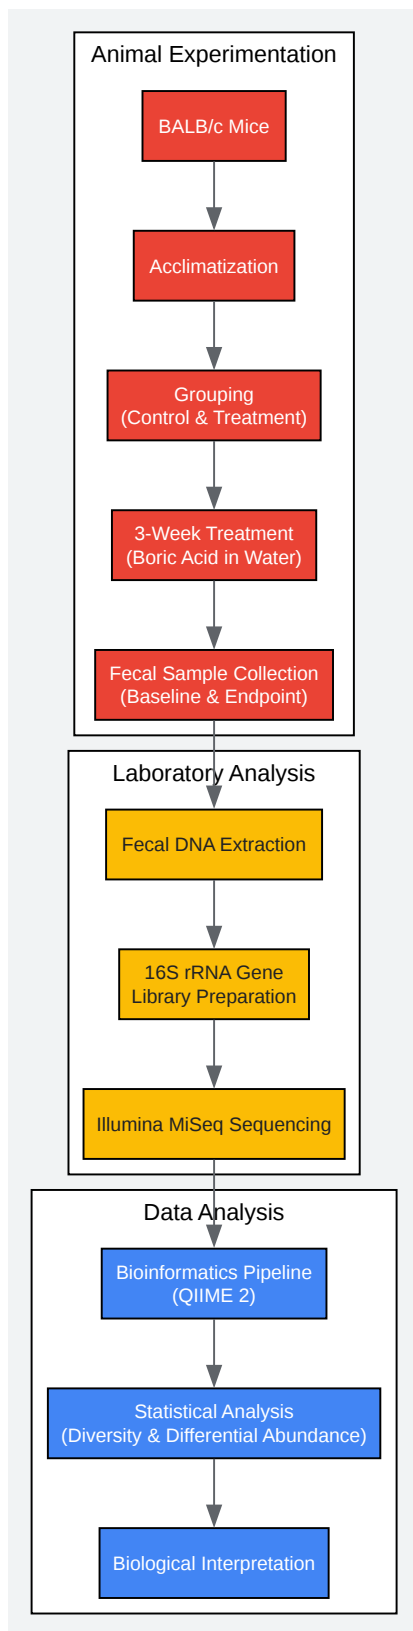 Animal Experimentation
BALB/c Mice
Acclimatization
Grouping
(Control & Treatment)
3-Week Treatment
(Boric Acid in Water)
Fecal Sample Collection
(Baseline & Endpoint)
Laboratory Analysis
Fecal DNA Extraction
16S rRNA Gene
Library Preparation
Illumina MiSeq Sequencing
Data Analysis
Bioinformatics Pipeline
(QIIME 2)
Statistical Analysis
(Diversity & Differential Abundance)
Biological Interpretation